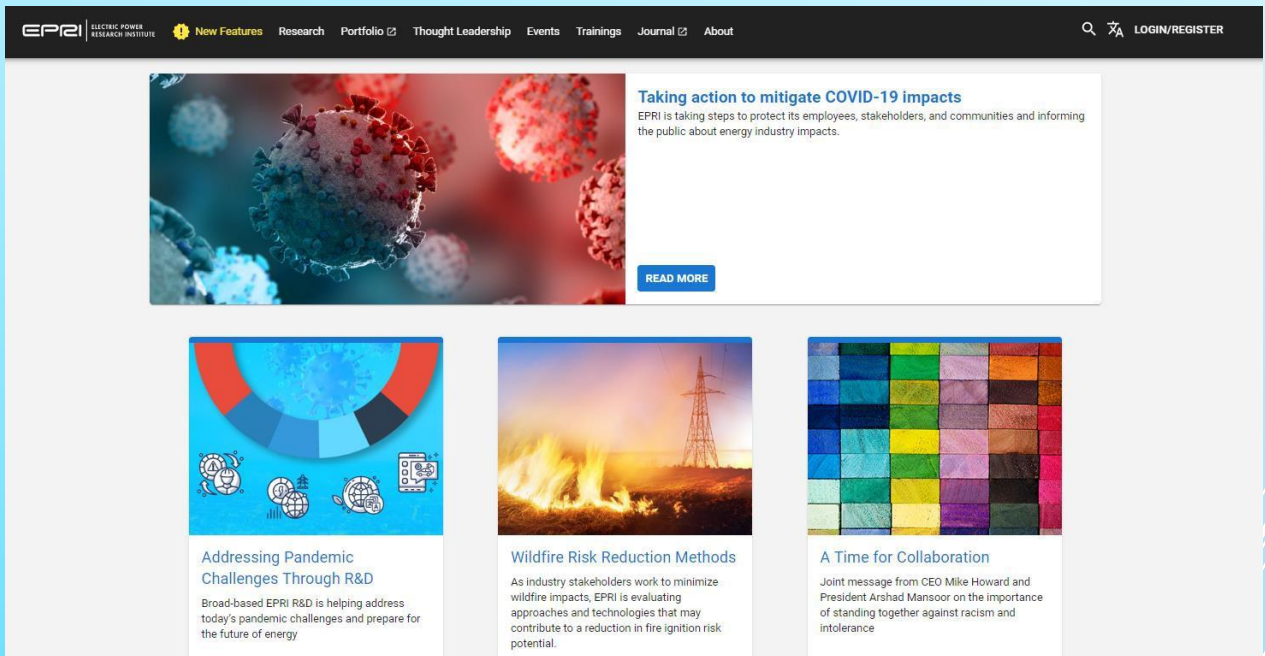 EPRI ELECTRIC POWER
RESEARCH INSTITUTE
New Features Research Portfolio Thought Leadership Events Trainings Journal About
LOGIN/REGISTER
Taking action to mitigate COVID-19 impacts
EPRI is taking steps to protect its employees, stakeholders, and communities and informing
the public about energy industry impacts.
READ MORE
Addressing Pandemic
Challenges Through R&D
Broad-based EPRI R&D is helping address
today's pandemic challenges and prepare for
the future of energy
Wildfire Risk Reduction Methods
As industry stakeholders work to minimize
wildfire impacts, EPRI is evaluating
approaches and technologies that may
contribute to a reduction in fire ignition risk
potential.
A Time for Collaboration
Joint message from CEO Mike Howard and
President Arshad Mansoor on the importance
of standing together against racism and
intolerance